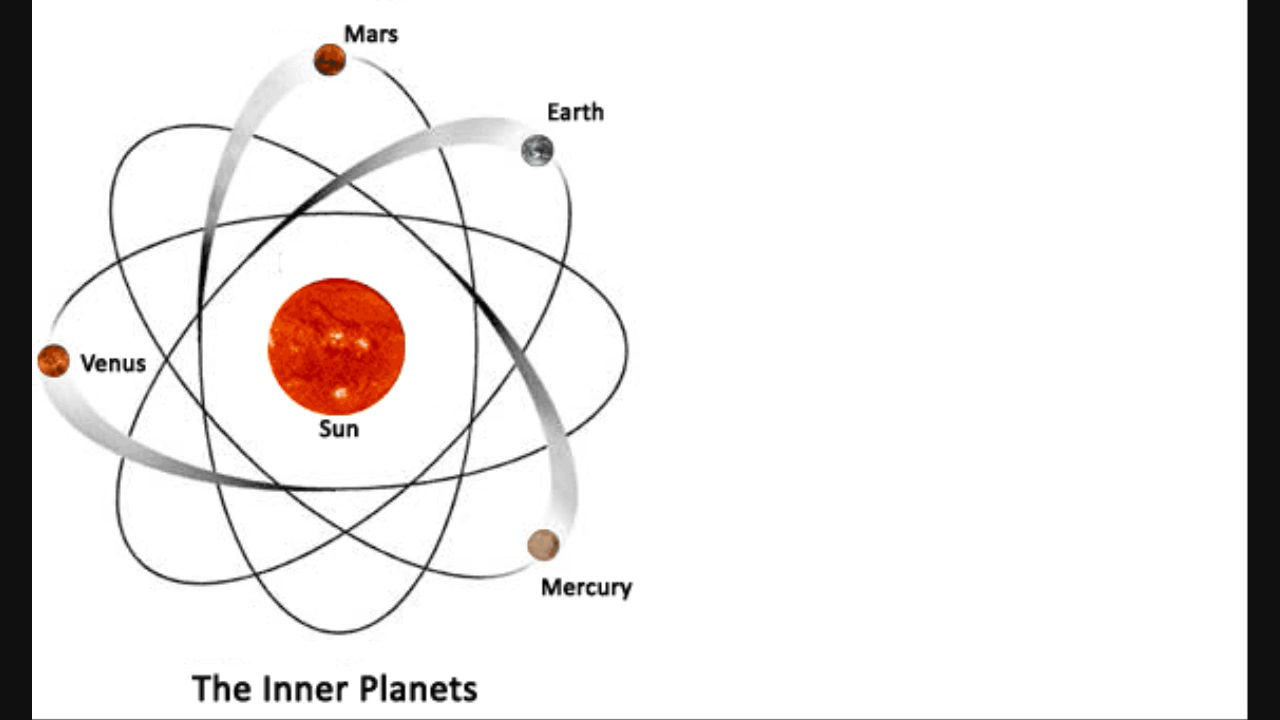 Mars
Earth
Venus
Sun
Mercury
The Inner Planets